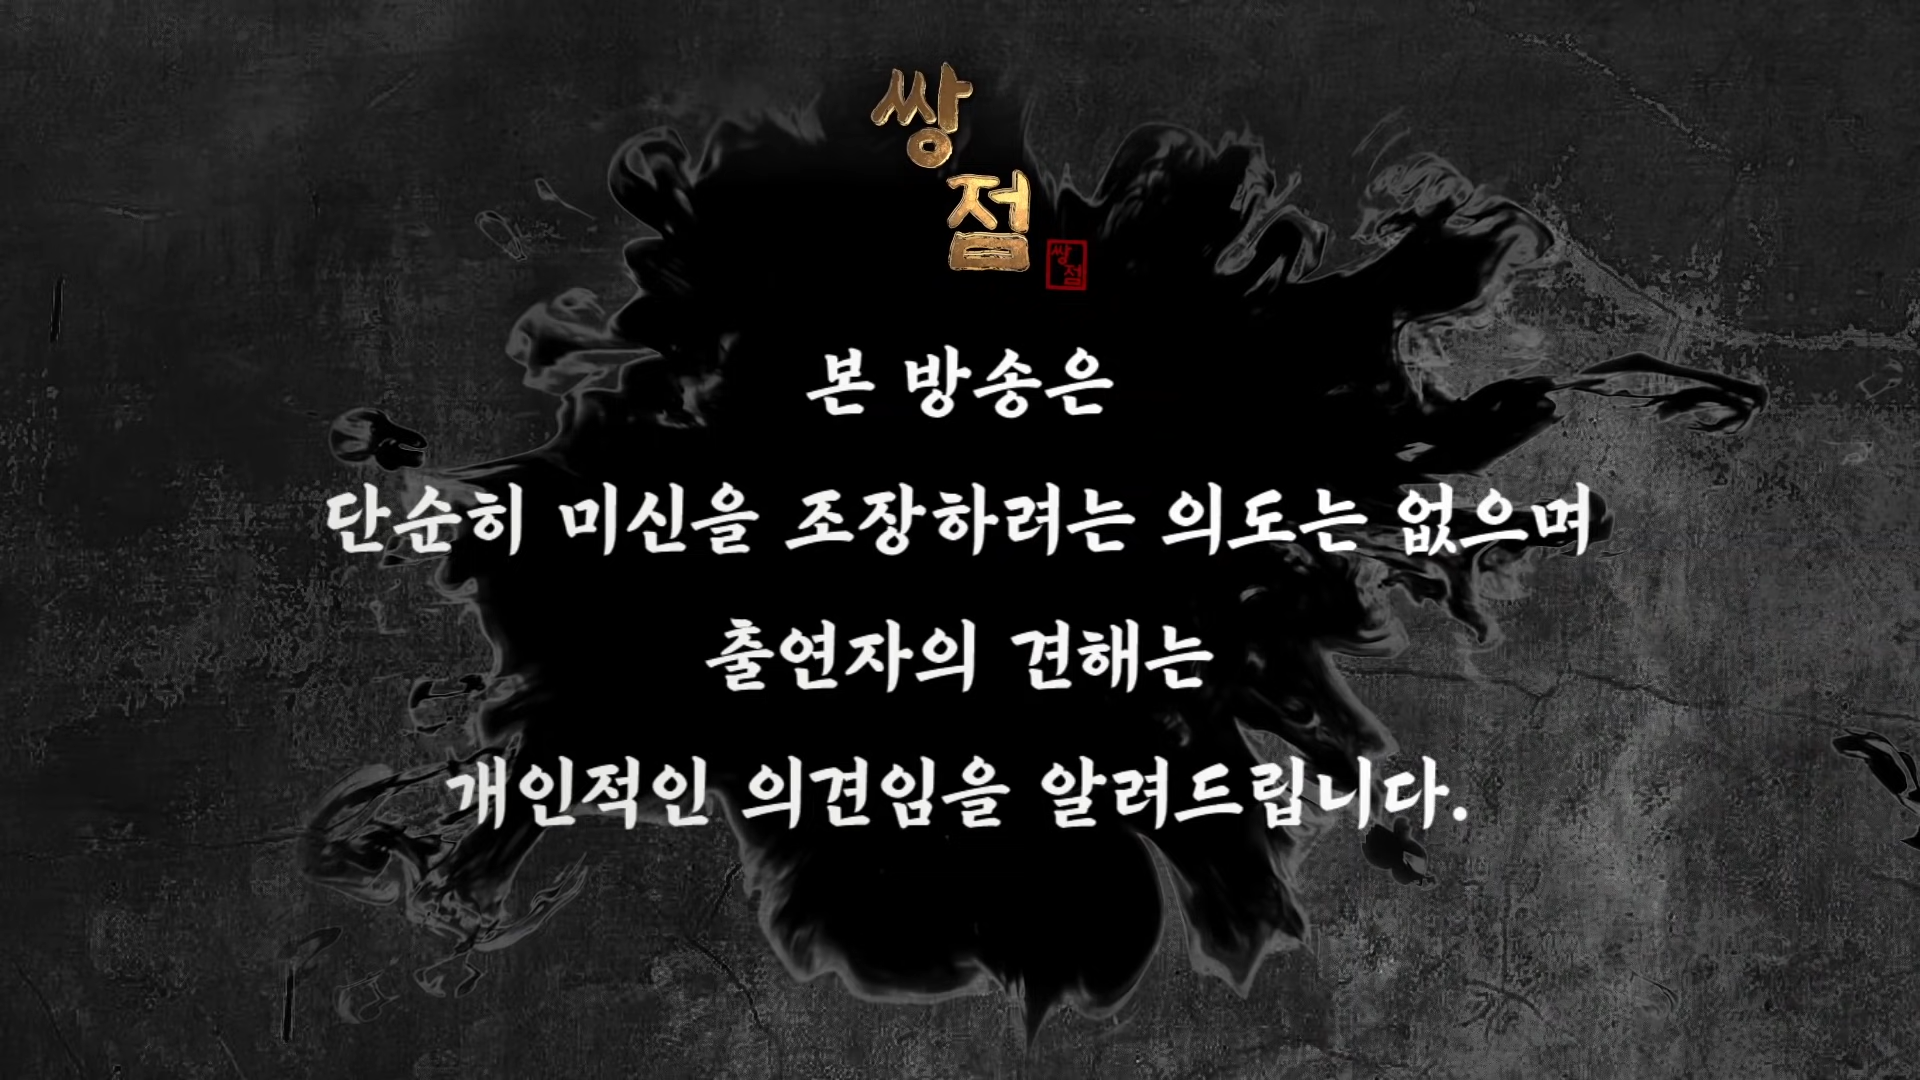 쌍
점
쌍
점
본 방송은
단순히 미신을 조장하려는 의도는 없으며
출연자의 견해는
개인적인 의견임을 알려드립니다.